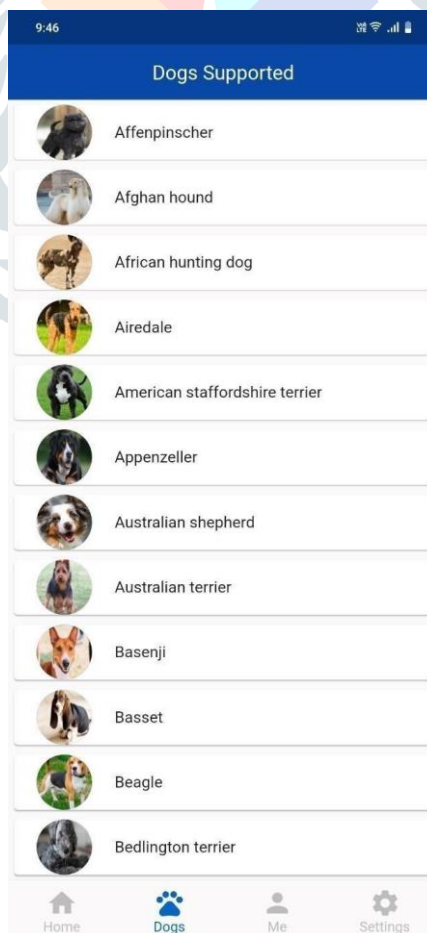 9:46
Dogs Supported
Affenpinscher
Afghan hound
African hunting dog
Airedale
American staffordshire terrier
Appenzeller
Australian shepherd
Australian terrier
Basenji
Basset
Beagle
Bedlington terrier
Home Dogs Me Settings